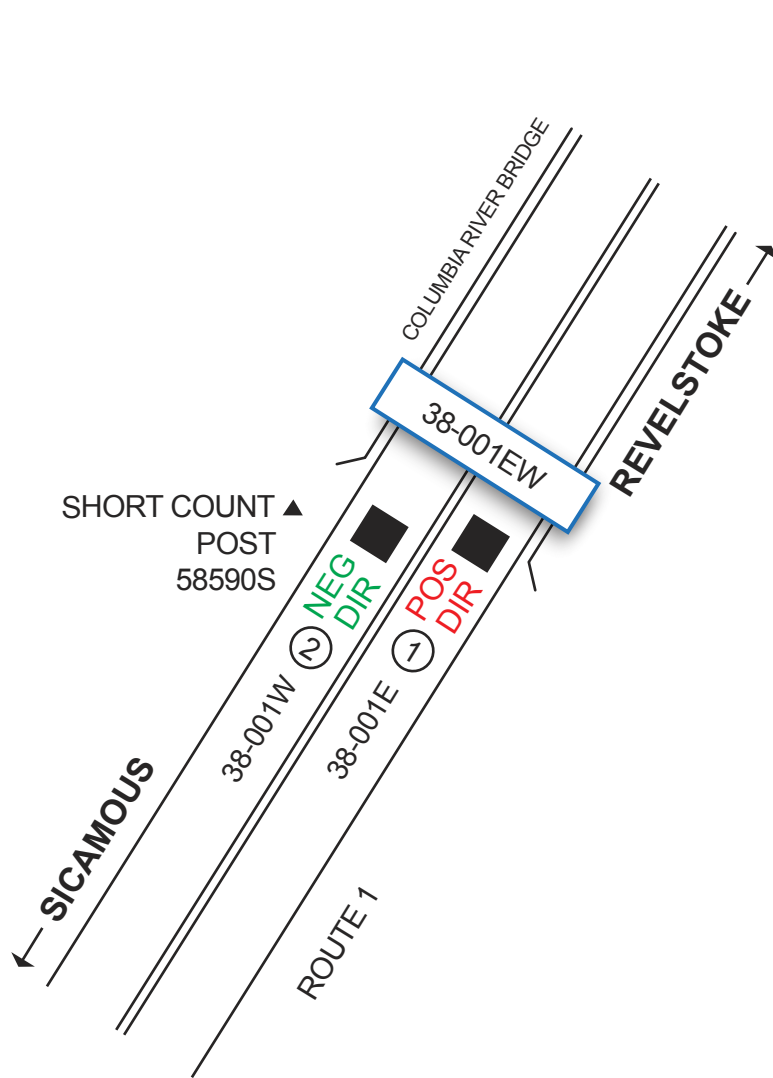 COLUMBIA RIVER BRIDGE
REVELSTOKE
38-001EW
SHORT COUNT ▲
POST
58590S
NEG
DIR
POS
DIR
2
1
38-001W
38-001E
SICAMOUS
ROUTE 1